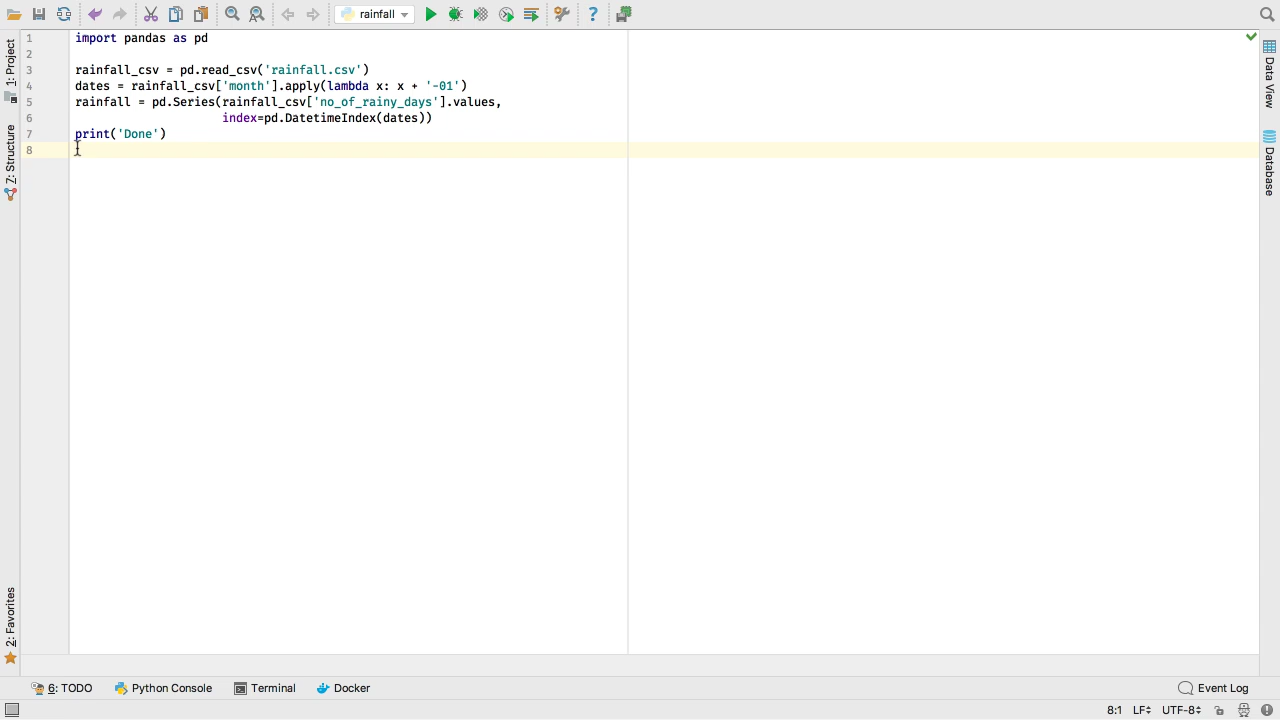 rainfall
1: Project
Z: Structure
2: Favorites
1 import pandas as pd
2
3 rainfall_csv = pd.read_csv('rainfall.csv')
4 dates = rainfall_csv['month'].apply(lambda x: x + '-01')
5 rainfall = pd.Series(rainfall_csv['no_of_rainy_days'].values,
6 index=pd.DatetimeIndex(dates))
7 print('Done')
8
Data View
Database
6: TODO Python Console Terminal Docker Event Log
8:1 LF UTF-8